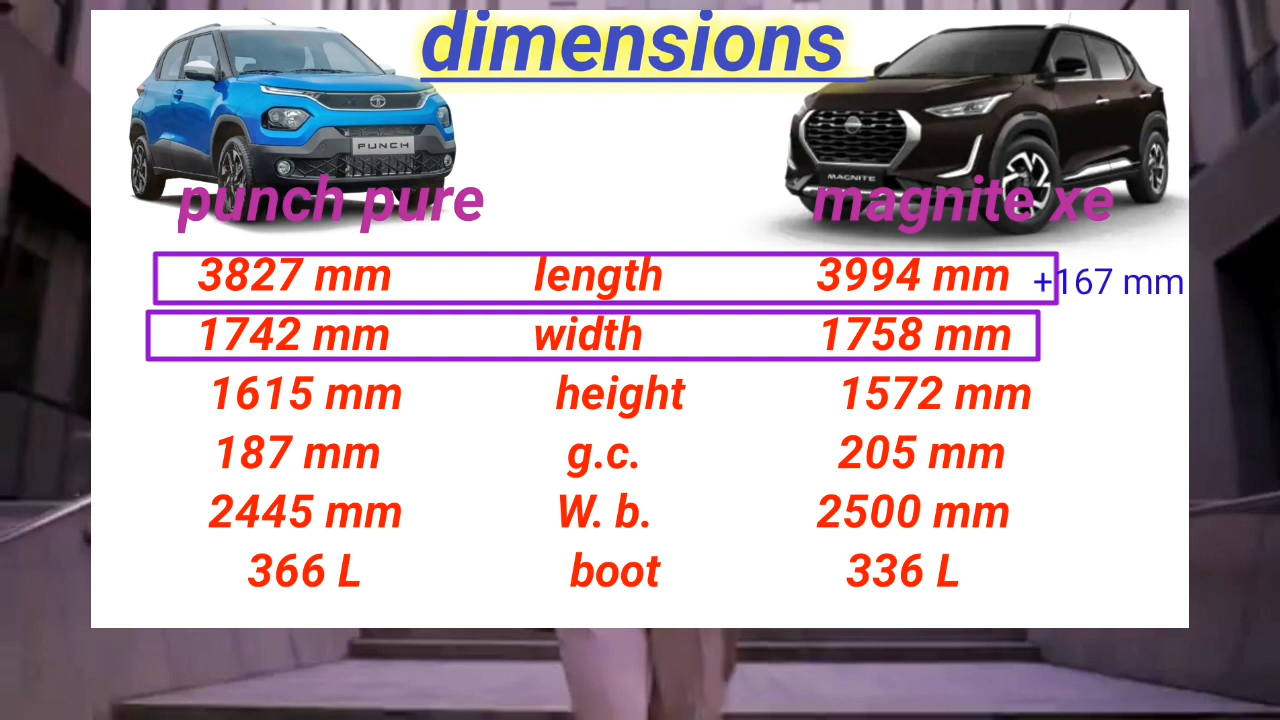 dimensions
PUNCH
MAGNITE
punch pure magnite xe
3827 mm length 3994 mm +167 mm
1742 mm width 1758 mm
1615 mm height 1572 mm
187 mm g.c. 205 mm
2445 mm W. b. 2500 mm
366 L boot 336 L